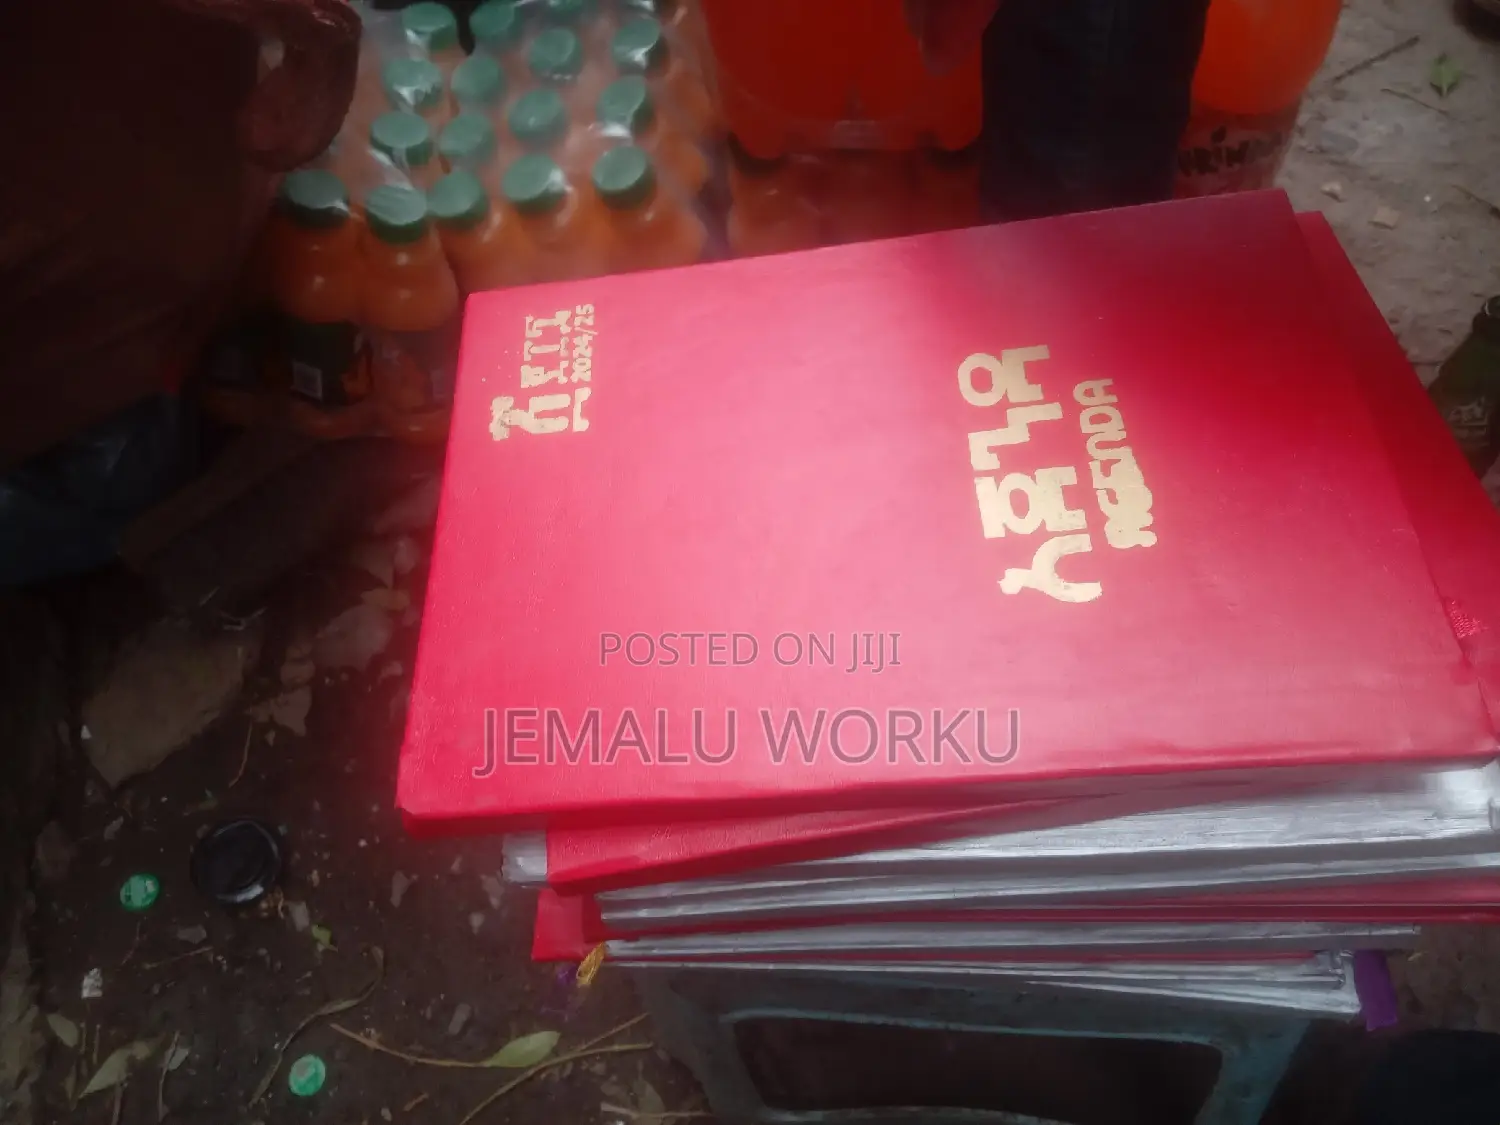 አጀንዳ
AGENDA
2024/25
POSTED ON JIJI
JEMALU WORKU